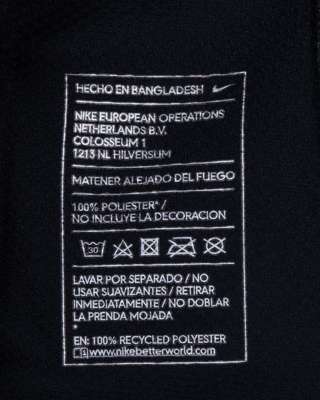 HECHO EN BANGLADESH
NIKE EUROPEAN OPERATIONS
NETHERLANDS B.V.
COLOSSEUM 1
1213 NL HILVERSUM
MATENER ALEJADO DEL FUEGO
100% POLIESTER* /
NO INCLUYE LA DECORACION
30
LAVAR POR SEPARADO / NO
USAR SUAVIZANTES / RETIRAR
INMEDIATAMENTE / NO DOBLAR
LA PRENDA MOJADA
*
EN: 100% RECYCLED POLYESTER
www.nikebetterworld.com